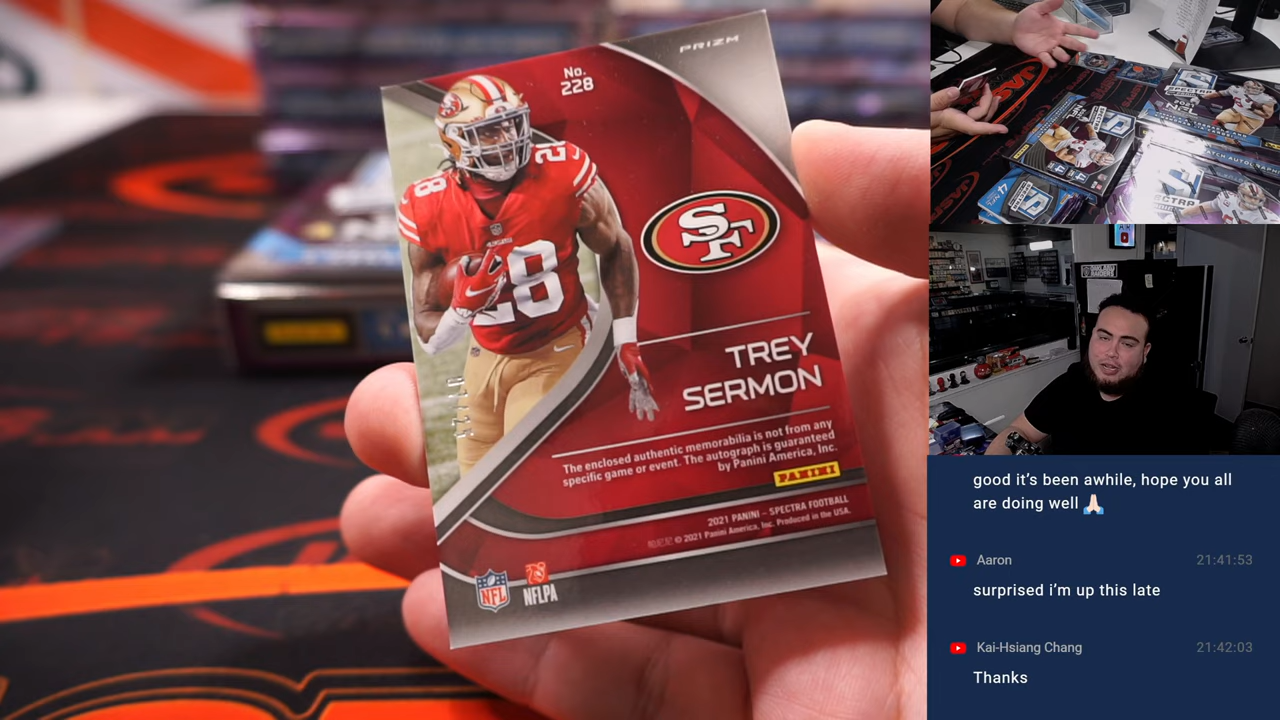 PRIZM
No.
228
28
28
SF
TREY
SERMON
The enclosed authentic memorabilia is not from any
specific game or event. The autograph is guaranteed
by Panini America, Inc.
PANINI
2021 PANINI – SPECTRA FOOTBALL
© 2021 Panini America, Inc. Produced in the USA.
NFL
NFLPA
SPECTRA
good it's been awhile, hope you all
are doing well 🙏🏻
Aaron
21:41:53
surprised i'm up this late
Kai-Hsiang Chang
21:42:03
Thanks